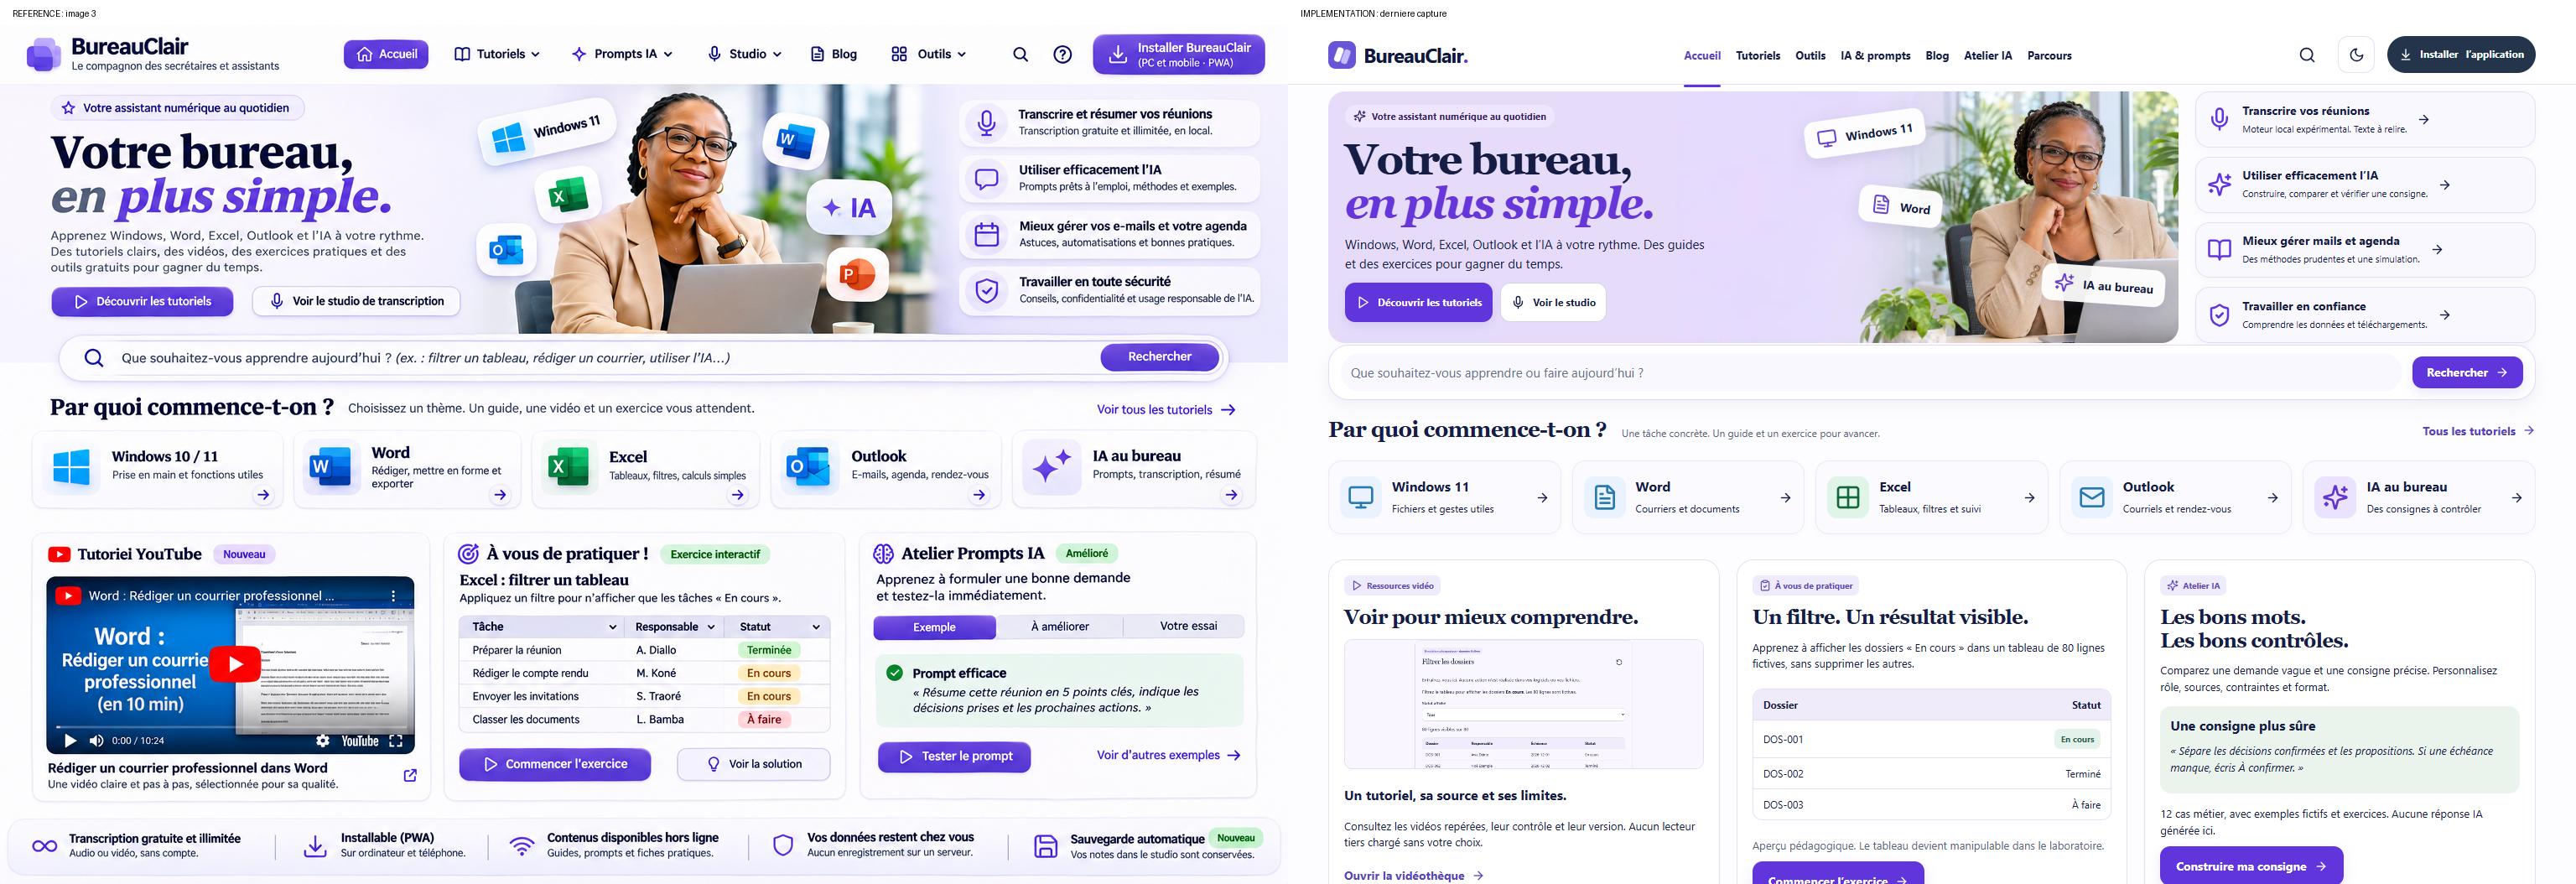 REFERENCE : image 3
BureauClair
Le compagnon des secrétaires et assistants
Accueil
Tutoriels
Prompts IA
Studio
Blog
Outils
Installer BureauClair
(PC et mobile · PWA)
Votre assistant numérique au quotidien
Votre bureau,
en plus simple.
Apprenez Windows, Word, Excel, Outlook et l'IA à votre rythme.
Des tutoriels clairs, des vidéos, des exercices pratiques et des
outils gratuits pour gagner du temps.
Découvrir les tutoriels
Voir le studio de transcription
Windows 11
W
X
IA
O
P
Transcrire et résumer vos réunions
Transcription gratuite et illimitée, en local.
Utiliser efficacement l'IA
Prompts prêts à l'emploi, méthodes et exemples.
Mieux gérer vos e-mails et votre agenda
Astuces, automatisations et bonnes pratiques.
Travailler en toute sécurité
Conseils, confidentialité et usage responsable de l'IA.
Que souhaitez-vous apprendre aujourd'hui ? (ex. : filtrer un tableau, rédiger un courrier, utiliser l'IA...)
Rechercher
Par quoi commence-t-on ?
Choisissez un thème. Un guide, une vidéo et un exercice vous attendent.
Voir tous les tutoriels
Windows 10 / 11
Prise en main et fonctions utiles
W
Word
Rédiger, mettre en forme et
exporter
X
Excel
Tableaux, filtres, calculs simples
O
Outlook
E-mails, agenda, rendez-vous
IA au bureau
Prompts, transcription, résumé
Tutoriei YouTube
Nouveau
Word : Rédiger un courrier professionnel ...
Word :
Rédiger un courrie
professionnel
(en 10 min)
0:00 / 10:24
YouTube
Rédiger un courrier professionnel dans Word
Une vidéo claire et pas à pas, sélectionnée pour sa qualité.
À vous de pratiquer !
Exercice interactif
Excel : filtrer un tableau
Appliquez un filtre pour n'afficher que les tâches « En cours ».
Tâche
Responsable
Statut
Préparer la réunion
A. Diallo
Terminée
Rédiger le compte rendu
M. Koné
En cours
Envoyer les invitations
S. Traoré
En cours
Classer les documents
L. Bamba
À faire
Commencer l'exercice
Voir la solution
Atelier Prompts IA
Amélioré
Apprenez à formuler une bonne demande
et testez-la immédiatement.
Exemple
À améliorer
Votre essai
Prompt efficace
« Résume cette réunion en 5 points clés, indique les
décisions prises et les prochaines actions. »
Tester le prompt
Voir d'autres exemples
Transcription gratuite et illimitée
Audio ou vidéo, sans compte.
Installable (PWA)
Sur ordinateur et téléphone.
Contenus disponibles hors ligne
Guides, prompts et fiches pratiques.
Vos données restent chez vous
Aucun enregistrement sur un serveur.
Sauvegarde automatique
Nouveau
Vos notes dans le studio sont conservées.
IMPLEMENTATION : derniere capture
BureauClair.
Accueil
Tutoriels
Outils
IA & prompts
Blog
Atelier IA
Parcours
Installer l'application
Votre assistant numérique au quotidien
Votre bureau,
en plus simple.
Windows, Word, Excel, Outlook et l'IA à votre rythme. Des guides
et des exercices pour gagner du temps.
Découvrir les tutoriels
Voir le studio
Windows 11
Word
IA au bureau
Transcrire vos réunions
Moteur local expérimental. Texte à relire.
Utiliser efficacement l'IA
Construire, comparer et vérifier une consigne.
Mieux gérer mails et agenda
Des méthodes prudentes et une simulation.
Travailler en confiance
Comprendre les données et téléchargements.
Que souhaitez-vous apprendre ou faire aujourd'hui ?
Rechercher
Par quoi commence-t-on ?
Une tâche concrète. Un guide et un exercice pour avancer.
Tous les tutoriels
Windows 11
Fichiers et gestes utiles
Word
Courriers et documents
Excel
Tableaux, filtres et suivi
Outlook
Courriels et rendez-vous
IA au bureau
Des consignes à contrôler
Ressources vidéo
Voir pour mieux comprendre.
Filtrer les dossiers
Un tutoriel, sa source et ses limites.
Consultez les vidéos repérées, leur contrôle et leur version. Aucun lecteur
tiers chargé sans votre choix.
Ouvrir la vidéothèque
À vous de pratiquer
Un filtre. Un résultat visible.
Apprenez à afficher les dossiers « En cours » dans un tableau de 80 lignes
fictives, sans supprimer les autres.
Dossier
Statut
DOS-001
En cours
DOS-002
Terminé
DOS-003
À faire
Aperçu pédagogique. Le tableau devient manipulable dans le laboratoire.
Commencer l'exercice
Atelier IA
Les bons mots.
Les bons contrôles.
Comparez une demande vague et une consigne précise. Personnalisez
rôle, sources, contraintes et format.
Une consigne plus sûre
« Sépare les décisions confirmées et les propositions. Si une échéance
manque, écris À confirmer. »
12 cas métier, avec exemples fictifs et exercices. Aucune réponse IA
générée ici.
Construire ma consigne